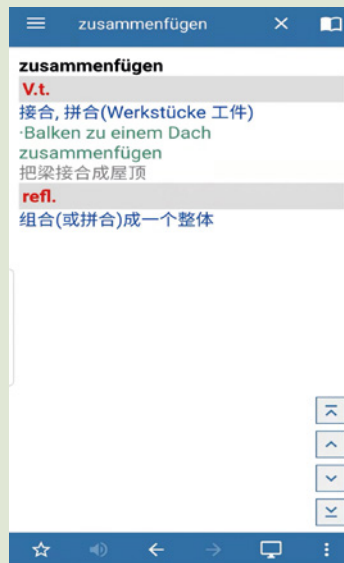 zusammenfügen
zusammenfügen
V.t.
接合, 拼合(Werkstücke 工件)
·Balken zu einem Dach
zusammenfügen
把梁接合成屋顶
refl.
组合(或拼合)成一个整体